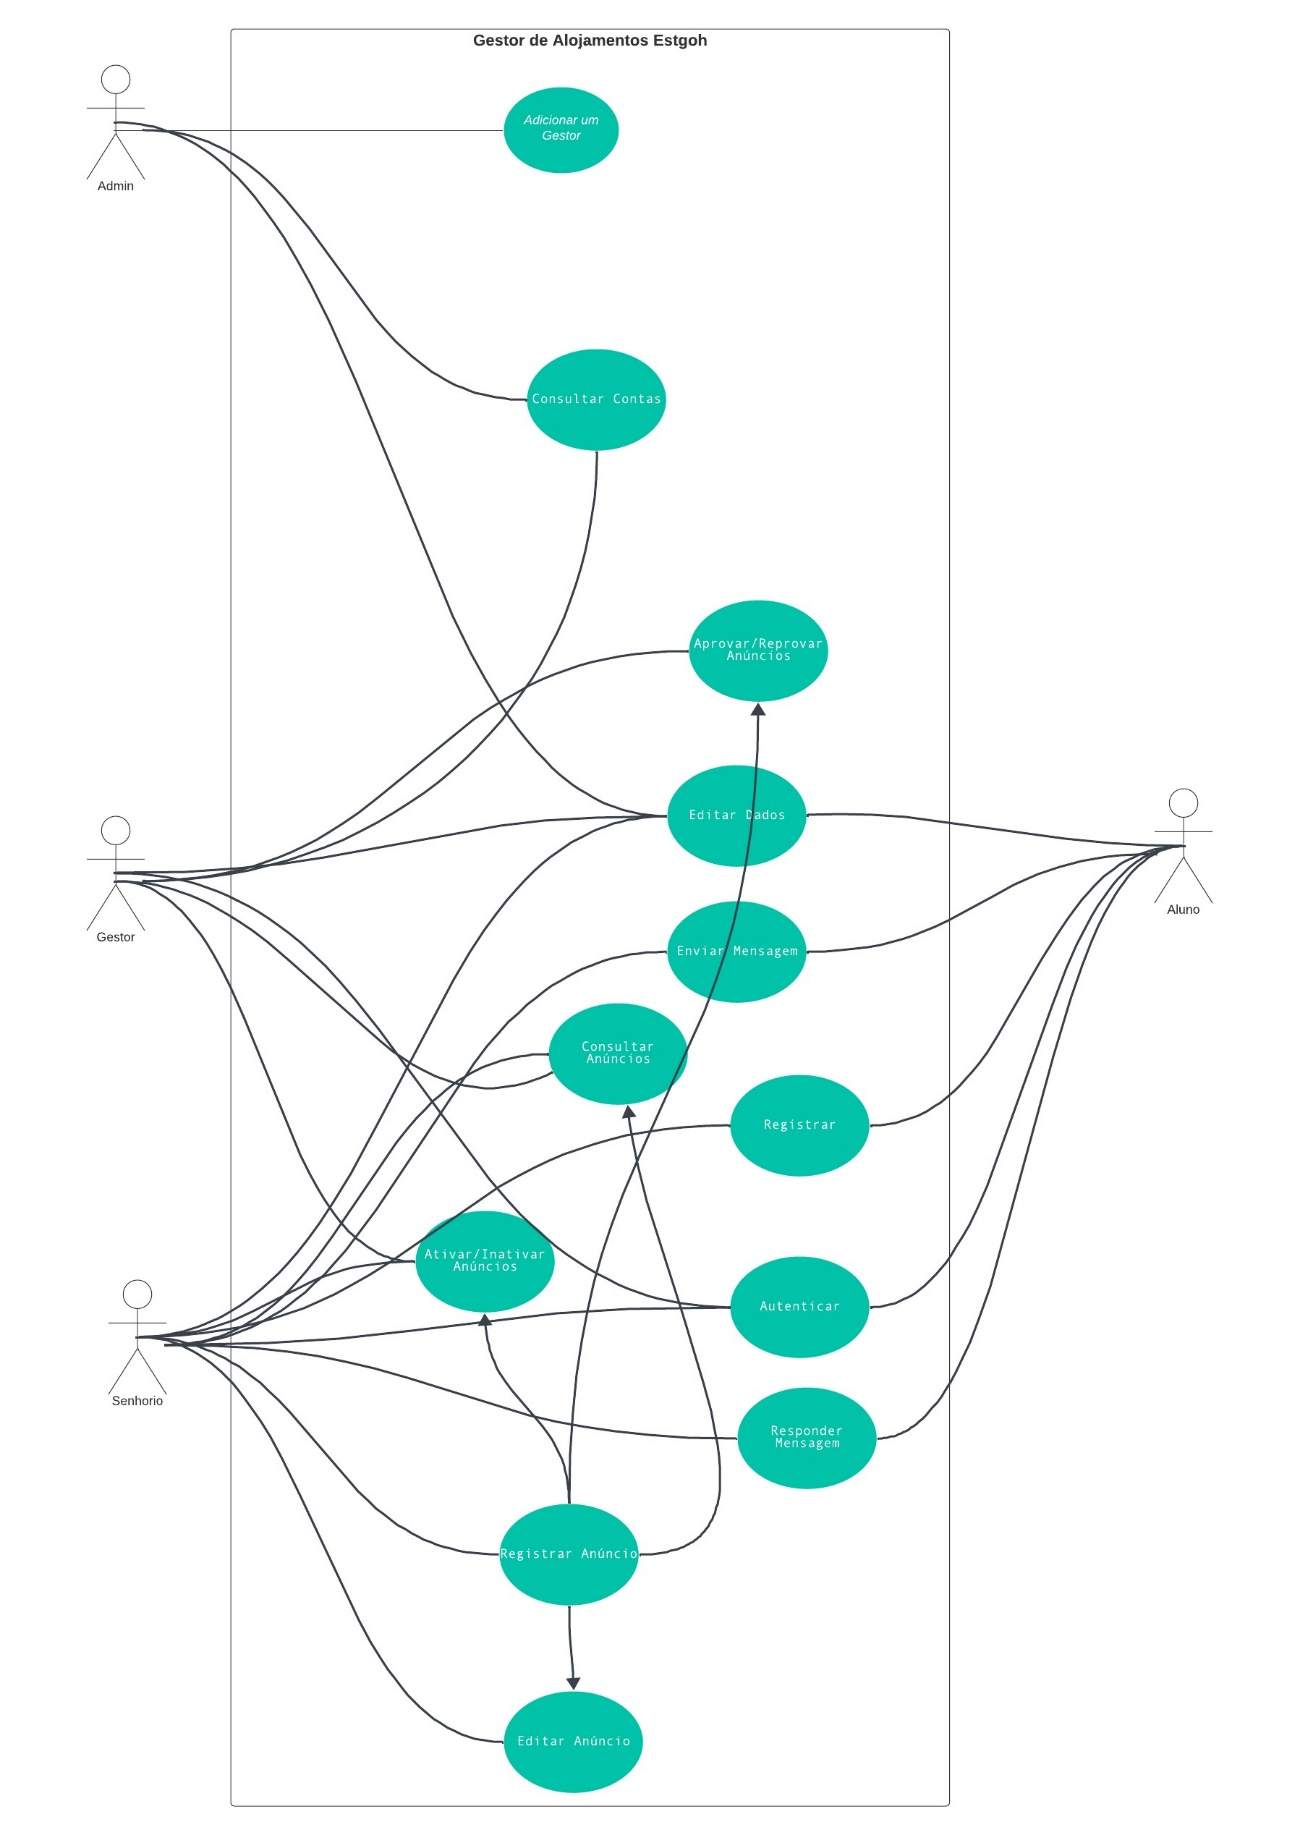 Gestor de Alojamentos Estgoh
Adicionar um
Gestor
Admin
Consultar Contas
Aprovar/Reprovar
Anúncios
Editar Dados
Aluno
Gestor
Enviar Mensagem
Consultar
Anúncios
Registrar
Ativar/Inativar
Anúncios
Autenticar
Senhorio
Responder
Mensagem
Registrar Anúncio
Editar Anúncio